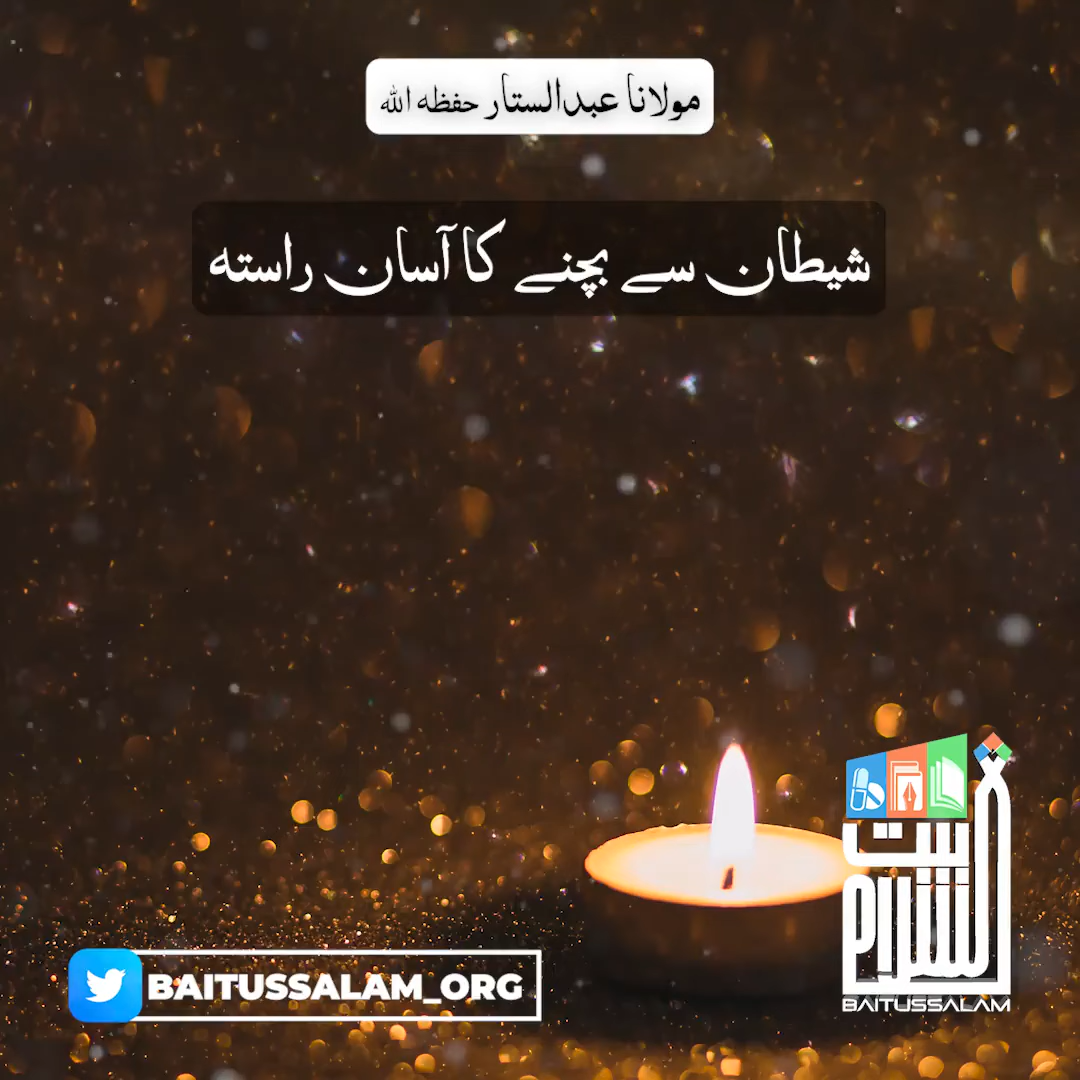 مولانا عبدالستار حفظہ اللہ
شیطان سے بچنے کا آسان راستہ
بیت السلام
BAITUSSALAM
BAITUSSALAM_ORG